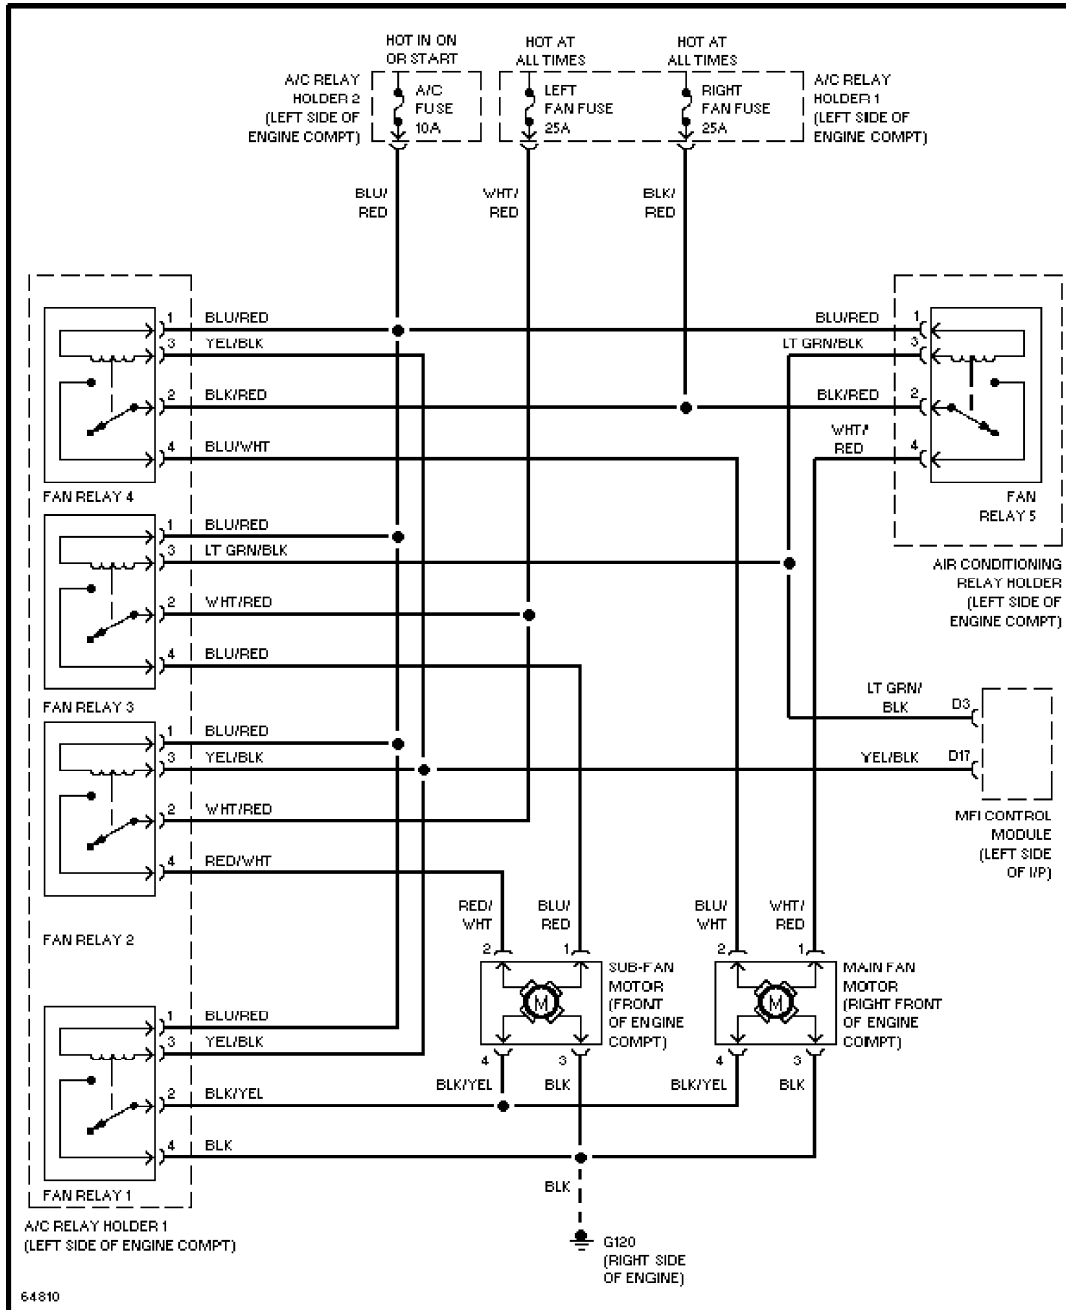 HOT IN ON
OR START
HOT AT
ALL TIMES
HOT AT
ALL TIMES
A/C RELAY
HOLDER 2
(LEFT SIDE OF
ENGINE COMPT)
A/C
FUSE
10A
LEFT
FAN FUSE
25A
RIGHT
FAN FUSE
25A
A/C RELAY
HOLDER 1
(LEFT SIDE OF
ENGINE COMPT)
BLU/
RED
WHT/
RED
BLK/
RED
1
BLU/RED
3
YEL/BLK
2
BLK/RED
4
BLU/WHT
FAN RELAY 4
BLU/RED
1
LT GRN/BLK
3
BLK/RED
2
WHT/
RED
4
FAN
RELAY 5
AIR CONDITIONING
RELAY HOLDER
(LEFT SIDE OF
ENGINE COMPT)
1
BLU/RED
3
LT GRN/BLK
2
WHT/RED
4
BLU/RED
FAN RELAY 3
1
BLU/RED
3
YEL/BLK
2
WHT/RED
4
RED/WHT
FAN RELAY 2
LT GRN/
BLK
D3
YEL/BLK
D17
MFI CONTROL
MODULE
(LEFT SIDE
OF I/P)
RED/
WHT
BLU/
RED
BLU/
WHT
WHT/
RED
2
1
2
1
M
SUB-FAN
MOTOR
(FRONT
OF ENGINE
COMPT)
M
MAIN FAN
MOTOR
(RIGHT FRONT
OF ENGINE
COMPT)
4
3
4
3
BLK/YEL
BLK
BLK/YEL
BLK
1
BLU/RED
3
YEL/BLK
2
BLK/YEL
4
BLK
FAN RELAY 1
A/C RELAY HOLDER 1
(LEFT SIDE OF ENGINE COMPT)
BLK
G120
(RIGHT SIDE
OF ENGINE)
64810